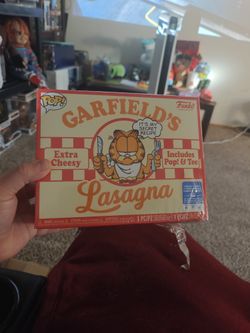 POP!
Funko
GARFIELD'S
IT'S MY
SECRET
RECIPE
Extra
Cheesy
Includes
Pop! & Tee
Lasagna